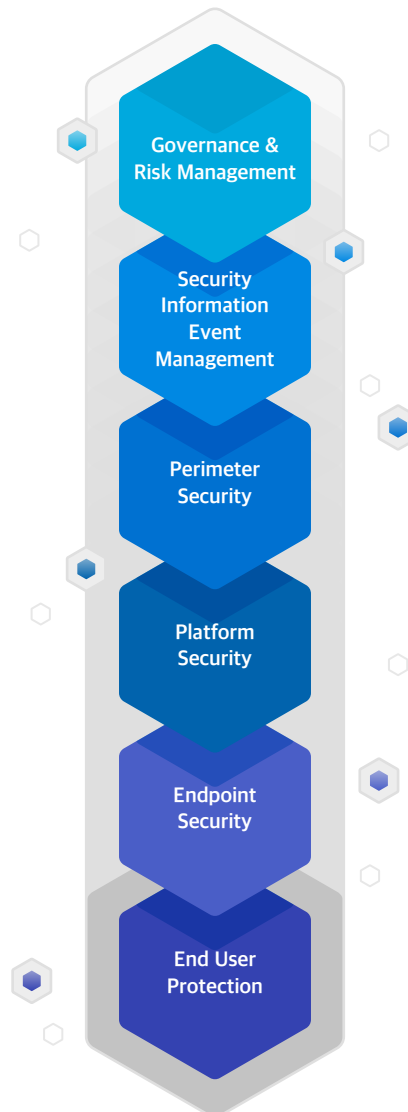 Governance &
Risk Management
Security
Information
Event
Management
Perimeter
Security
Platform
Security
Endpoint
Security
End User
Protection